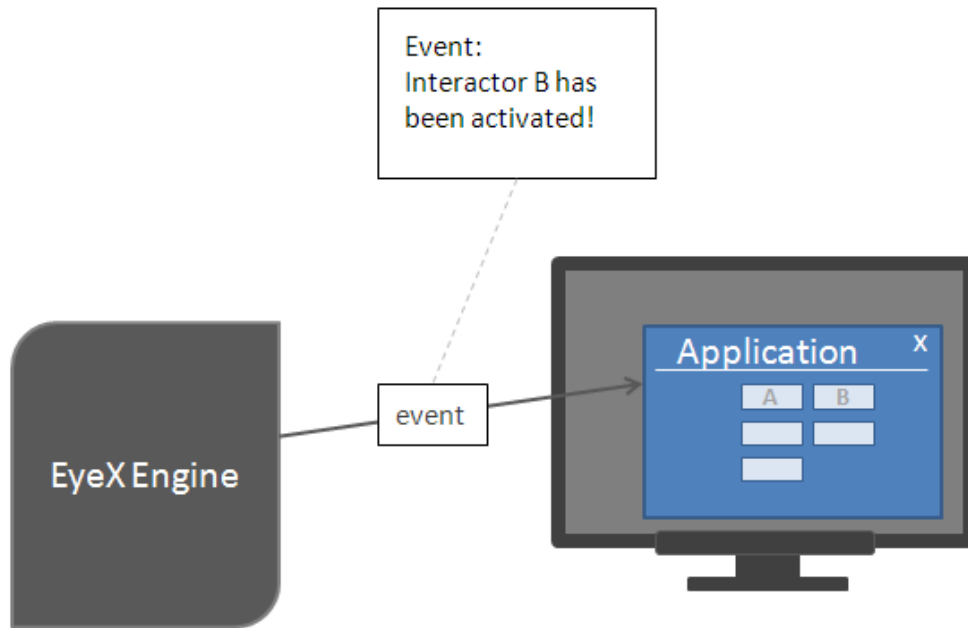 Event:
Interactor B has
been activated!
Application
X
A
B
event
EyeX Engine